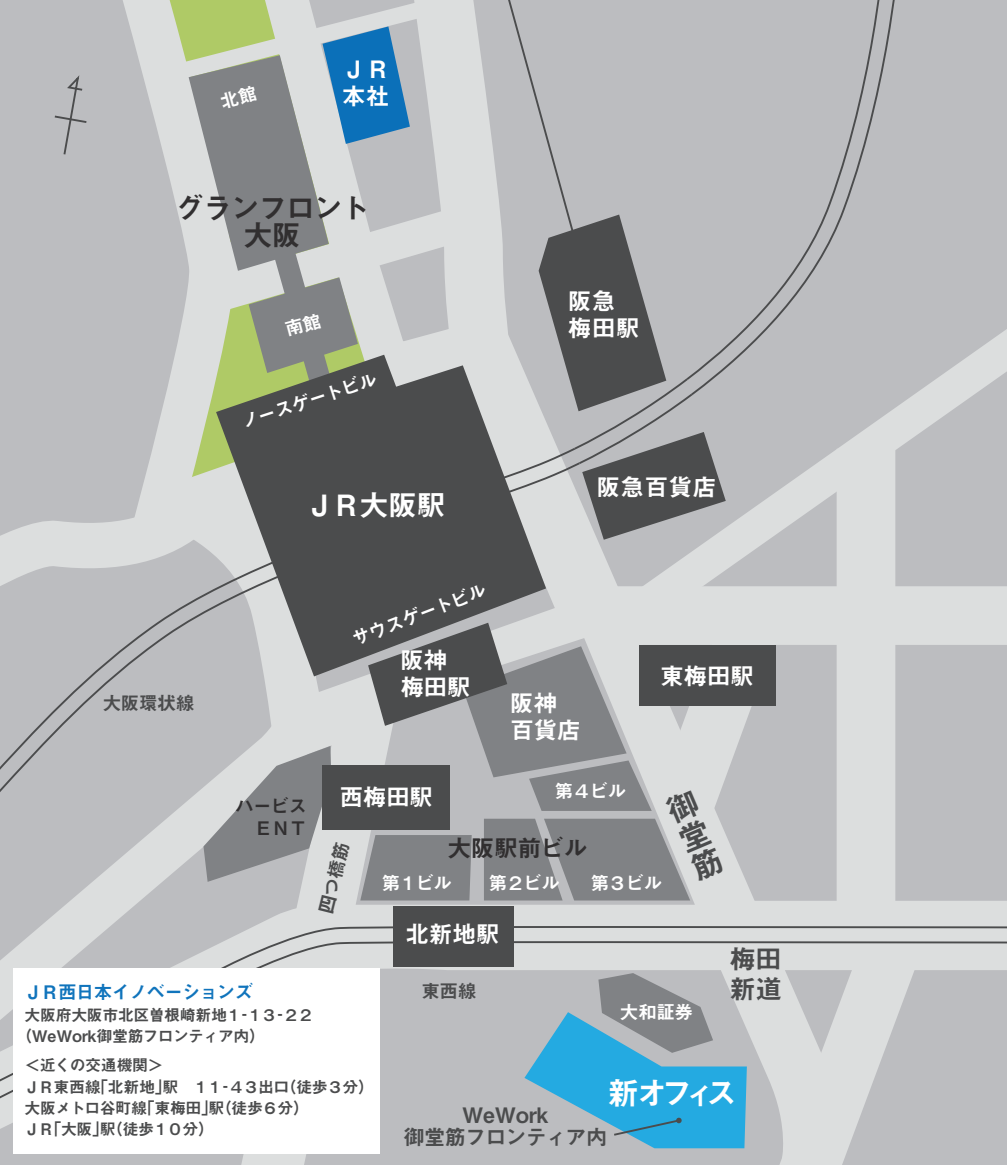 ＪＲ
本社
北館
グランフロント
大阪
南館
阪急
梅田駅
ノースゲートビル
ＪＲ大阪駅
阪急百貨店
サウスゲートビル
阪神
梅田駅
東梅田駅
大阪環状線
阪神
百貨店
西梅田駅
第４ビル
ハービス
ＥＮＴ
御堂筋
大阪駅前ビル
四つ橋筋
第１ビル
第２ビル
第３ビル
北新地駅
梅田
新道
東西線
大和証券
ＪＲ西日本イノベーションズ
大阪府大阪市北区曽根崎新地１-１３-２２
（WeWork御堂筋フロンティア内）
＜近くの交通機関＞
ＪＲ東西線「北新地」駅　１１-４３出口（徒歩３分）
大阪メトロ谷町線「東梅田」駅（徒歩６分）
ＪＲ「大阪」駅（徒歩１０分）
新オフィス
WeWork
御堂筋フロンティア内